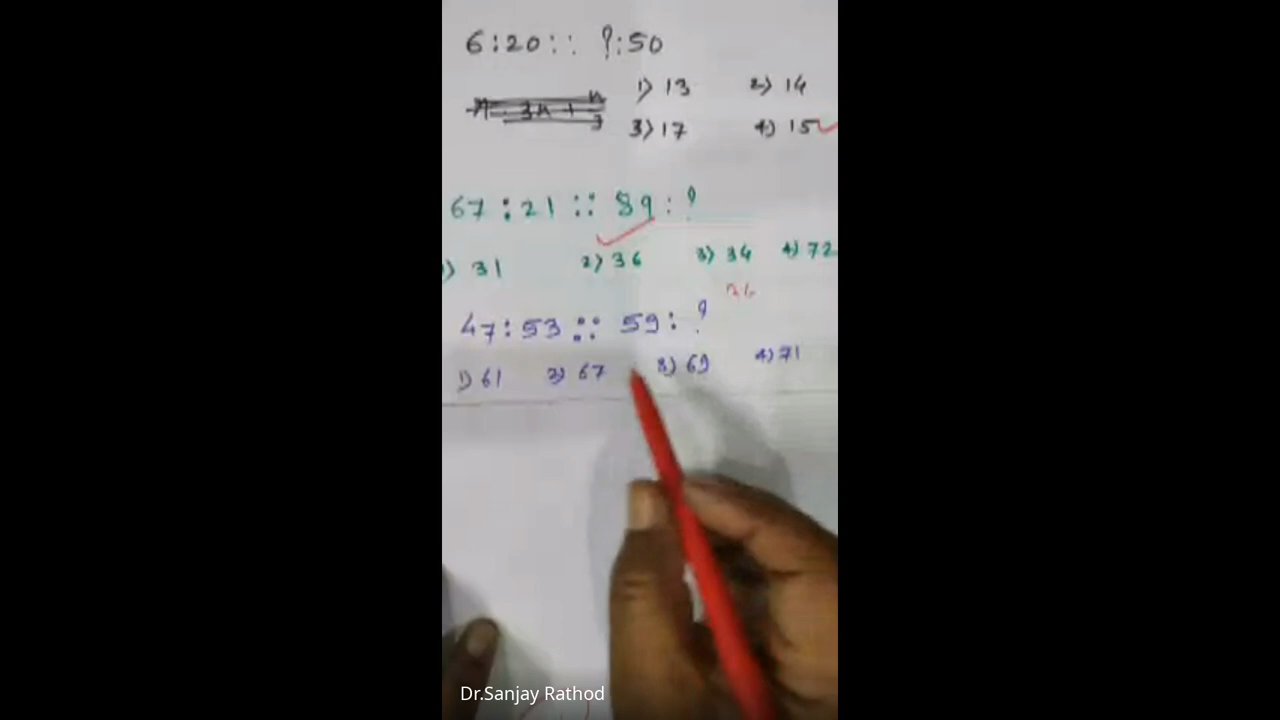 6:20:: ?:50
1) 13 2) 14
3) 17 4) 15
67:21 :: 89:?
1) 31 2) 36 3) 34 4) 72
47:53 :: 59:?
1) 61 2) 67 3) 69 4) 71
Dr.Sanjay Rathod